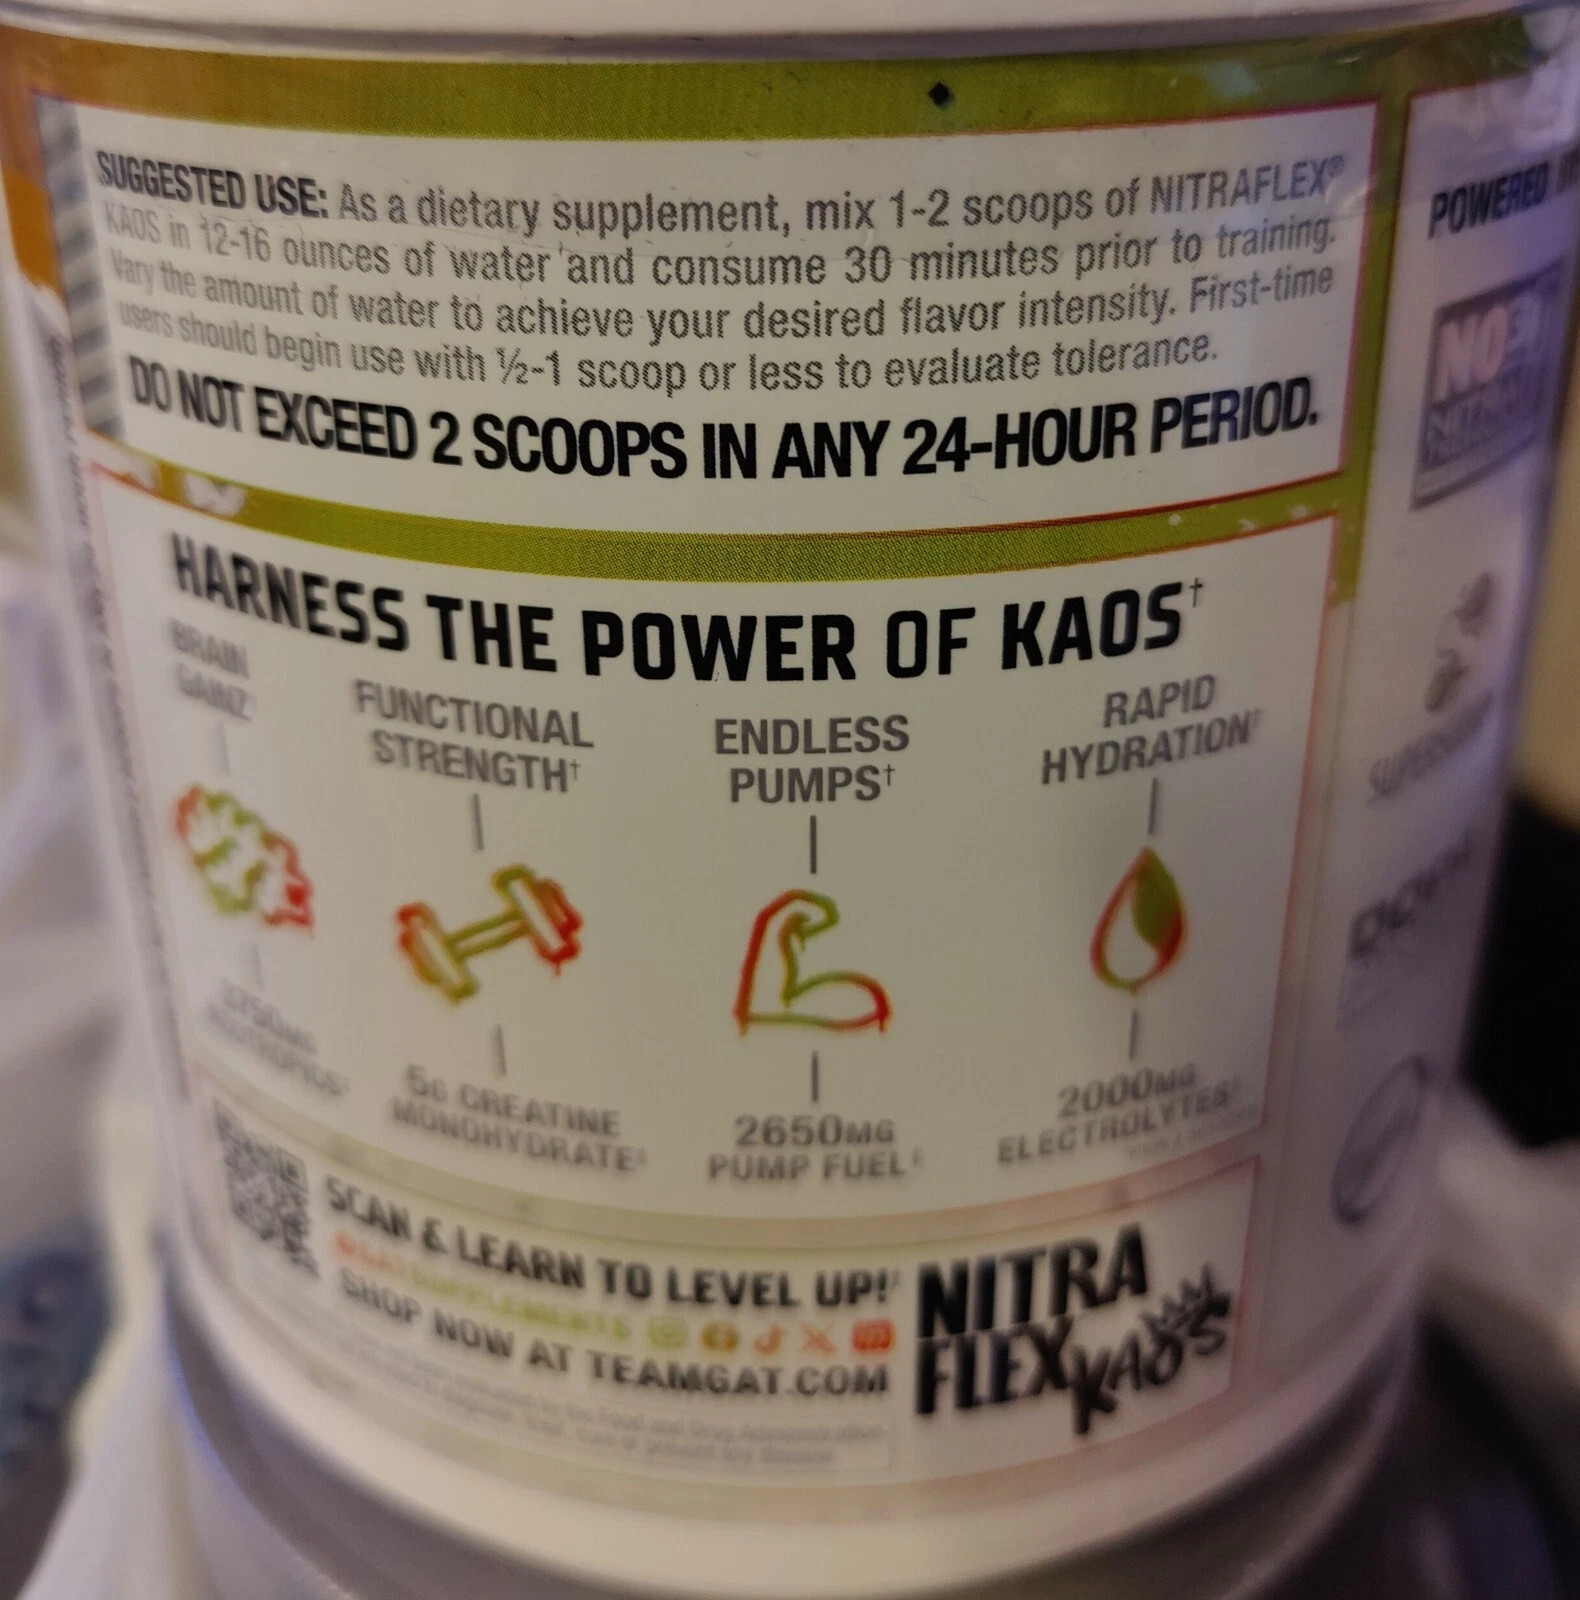 SUGGESTED USE: As a dietary supplement, mix 1-2 scoops of NITRAFLEX®
KAOS in 12-16 ounces of water and consume 30 minutes prior to training.
Vary the amount of water to achieve your desired flavor intensity. First-time
users should begin use with ½-1 scoop or less to evaluate tolerance.
DO NOT EXCEED 2 SCOOPS IN ANY 24-HOUR PERIOD.
HARNESS THE POWER OF KAOS†
BRAIN
GAINZ†
FUNCTIONAL
STRENGTH†
ENDLESS
PUMPS†
RAPID
HYDRATION†
NOOTROPICS‡
5G CREATINE
MONOHYDRATE‡
2650MG
PUMP FUEL‡
2000MG
ELECTROLYTES‡
SCAN & LEARN TO LEVEL UP!
@GATSUPPLEMENTS
SHOP NOW AT TEAMGAT.COM
NITRA
FLEX KAOS
POWERED
NO3